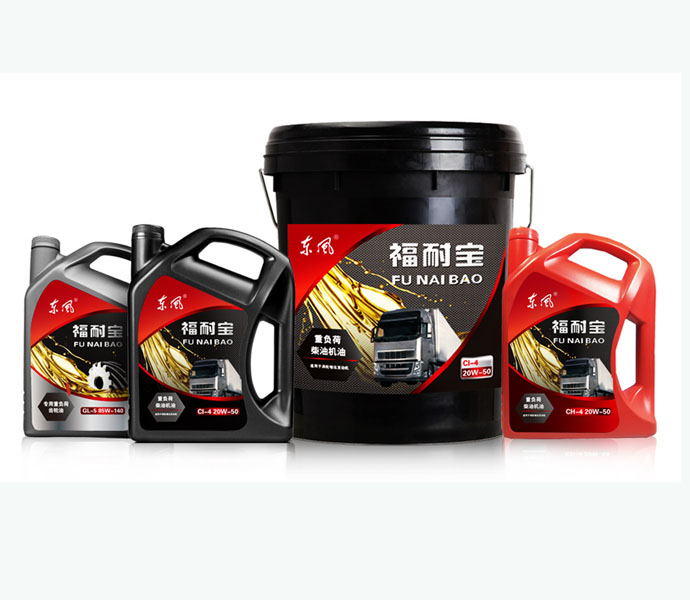 东风®
福耐宝
FU NAI BAO
专用重负荷
齿轮油
GL-5 85W-140
东风®
福耐宝
FU NAI BAO
重负荷
柴油机油
CI-4 20W-50
东风®
福耐宝
FU NAI BAO
重负荷
柴油机油
CI-4
20W-50
东风®
福耐宝
FU NAI BAO
重负荷
柴油机油
CH-4 20W-50